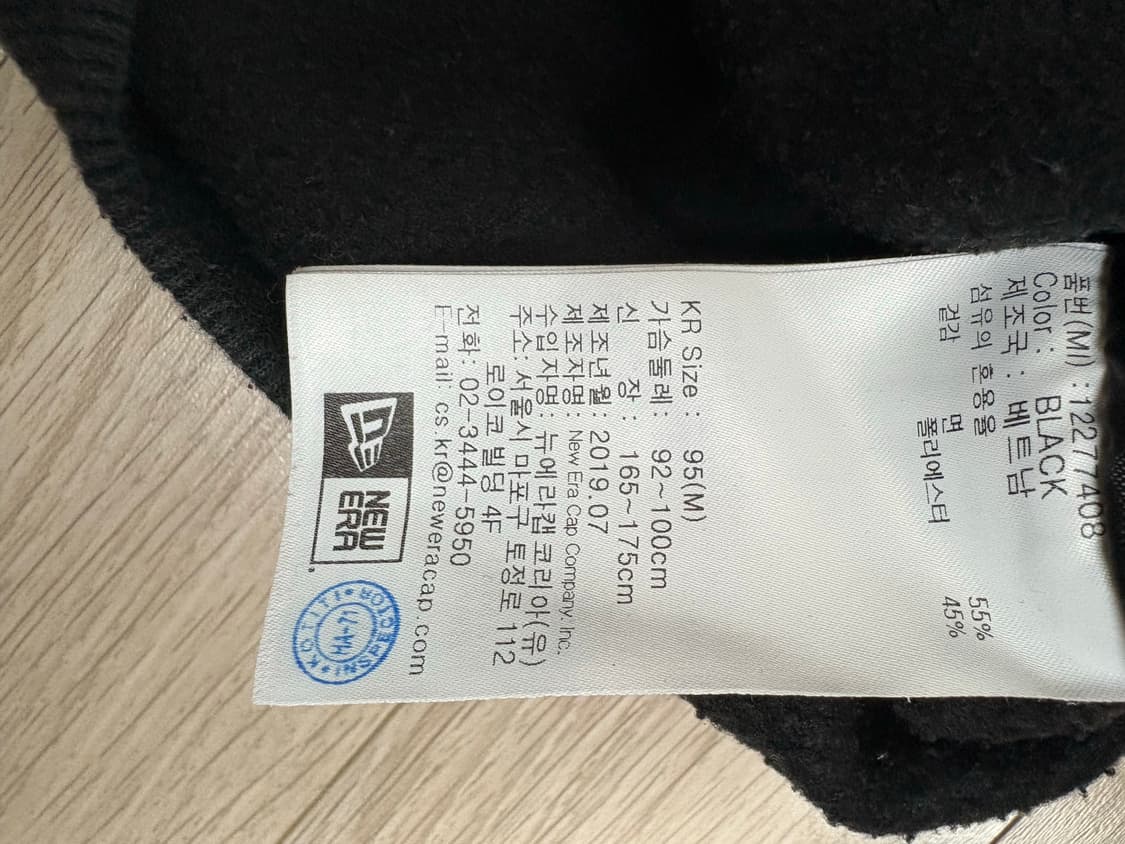 품번(MI) : 12277408
Color : BLACK
제조국 : 베트남
섬유의 혼용율
겉감 면 55%
폴리에스터 45%
KR Size : 95(M)
가슴둘레: 92~100cm
신 장 : 165~175cm
제조년월: 2019.07
제조자명: New Era Cap Company. Inc.
수입자명: 뉴에라캡 코리아(유)
주소: 서울시 마포구 토정로 112
로이코 빌딩 4F
전화: 02-3444-5950
E-mail: cs.kr@neweracap.com
NEW
ERA
KOTITI
INSPECTOR
HA-71